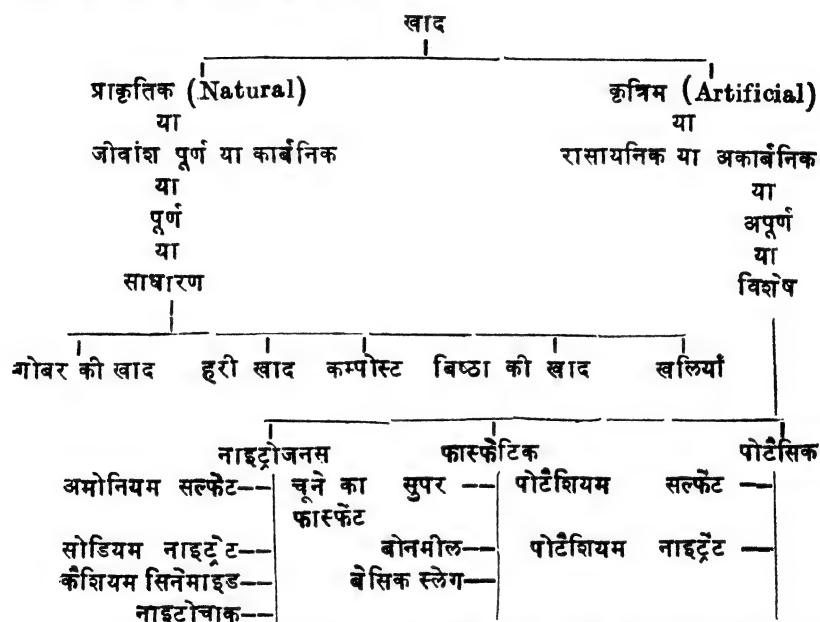 खाद
प्राकृतिक (Natural) कृत्रिम (Artificial)
या या
जीवांश पूर्ण या कार्बनिक रासायनिक या अकार्बनिक
या या
पूर्ण अपूर्ण
या या
साधारण विशेष
गोबर की खाद हरी खाद कम्पोस्ट बिष्ठा की खाद खलियाँ
नाइट्रोजनस फास्फैटिक पोटैसिक
अमोनियम सल्फैट-- चूने का सुपर -- पोटैशियम सल्फेंट --
फास्फेंट
सोडियम नाइट्रेट-- बोनमील-- पोटैशियम नाइट्रेंट --
कैशियम सिनेमाइड-- बेसिक स्लेग--
नाइटोचाक--